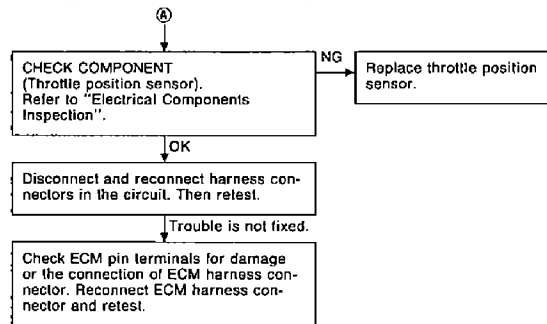 A
CHECK COMPONENT
(Throttle position sensor).
Refer to "Electrical Components
Inspection".
NG
Replace throttle position
sensor.
OK
Disconnect and reconnect harness con-
nectors in the circuit. Then retest.
Trouble is not fixed.
Check ECM pin terminals for damage
or the connection of ECM harness con-
nector. Reconnect ECM harness con-
nector and retest.